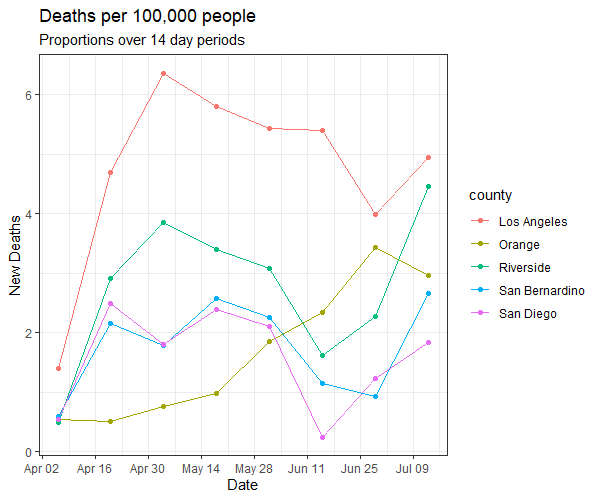 Deaths per 100,000 people
Proportions over 14 day periods
New Deaths
6
4
2
0
Apr 02 Apr 16 Apr 30 May 14 May 28 Jun 11 Jun 25 Jul 09
Date
county
Los Angeles
Orange
Riverside
San Bernardino
San Diego